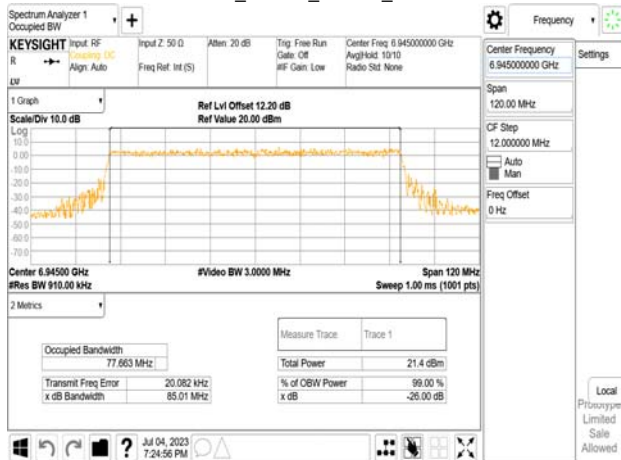 Spectrum Analyzer 1
Occupied BW
Frequency
KEYSIGHT
Input: RF
Coupling: DC
Align: Auto
Input Z: 50 Ω
Freq Ref: Int (S)
Atten: 20 dB
Trig: Free Run
Gate: Off
#IF Gain: Low
Center Freq: 6.945000000 GHz
Avg|Hold: 10/10
Radio Std: None
R
LXI
Center Frequency
6.945000000 GHz
Settings
Span
120.00 MHz
CF Step
12.000000 MHz
Auto
Man
Freq Offset
0 Hz
1 Graph
Scale/Div 10.0 dB
Ref Lvl Offset 12.20 dB
Ref Value 20.00 dBm
Log
10.0
0.00
-10.0
-20.0
-30.0
-40.0
-50.0
-60.0
-70.0
Center 6.94500 GHz
#Res BW 910.00 kHz
#Video BW 3.0000 MHz
Span 120 MHz
Sweep 1.00 ms (1001 pts)
2 Metrics
Measure Trace
Trace 1
Occupied Bandwidth
77.663 MHz
Total Power
21.4 dBm
Transmit Freq Error
20.082 kHz
% of OBW Power
99.00 %
x dB Bandwidth
85.01 MHz
x dB
-26.00 dB
Local
Prototype
Limited
Sale
Allowed
?
Jul 04, 2023
7:24:56 PM